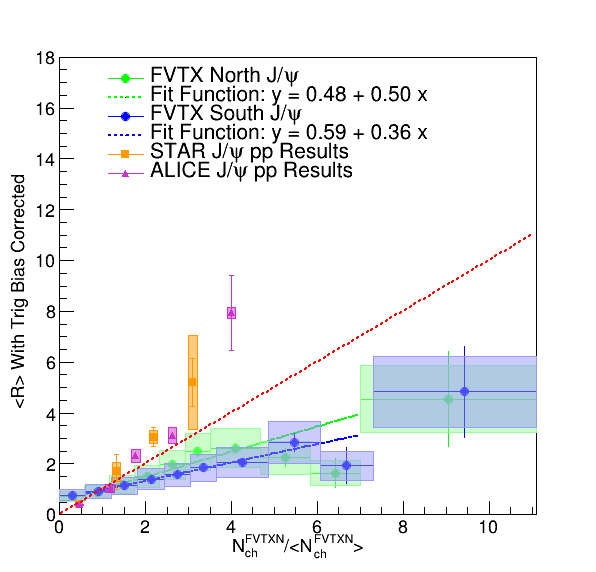 18
16
14
12
10
8
6
4
2
0
<R> With Trig Bias Corrected
FVTX North J/ψ
Fit Function: y = 0.48 + 0.50 x
FVTX South J/ψ
Fit Function: y = 0.59 + 0.36 x
STAR J/ψ pp Results
ALICE J/ψ pp Results
0 2 4 6 8 10
N_ch^FVTXN/<N_ch^FVTXN>